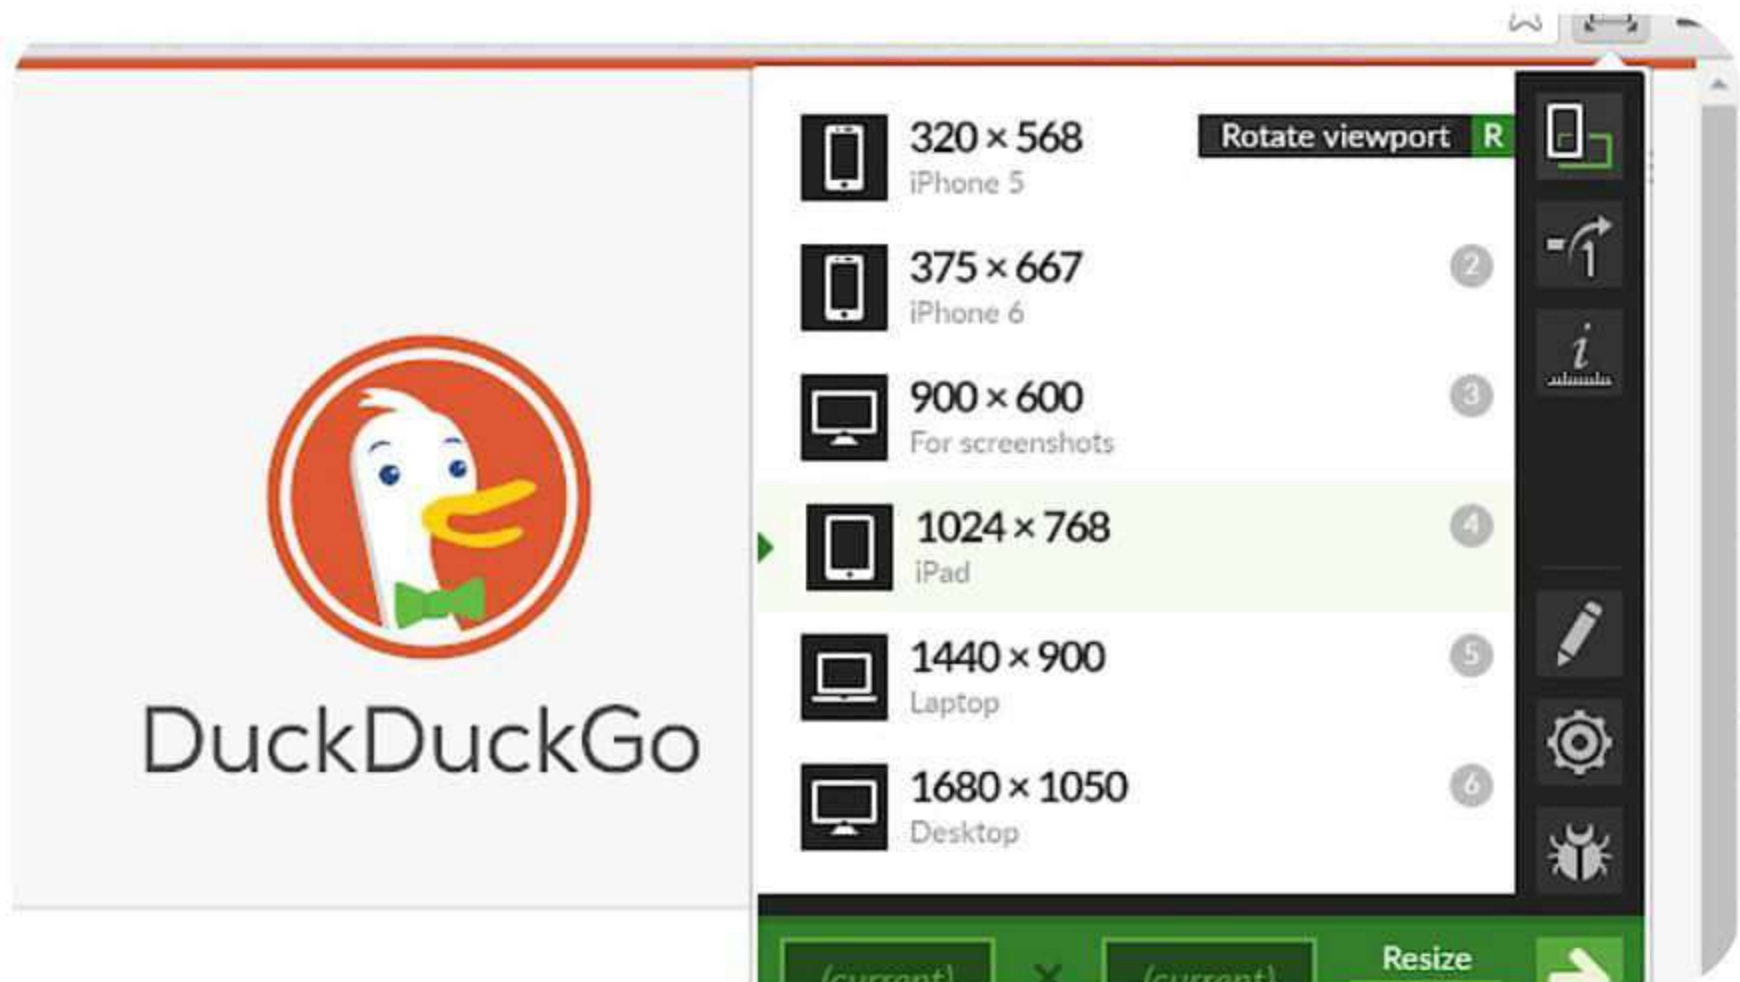 320 × 568
iPhone 5
Rotate viewport R
375 × 667
iPhone 6
2
900 × 600
For screenshots
3
1024 × 768
iPad
4
1440 × 900
Laptop
5
1680 × 1050
Desktop
6
DuckDuckGo
(current) × (current)
Resize